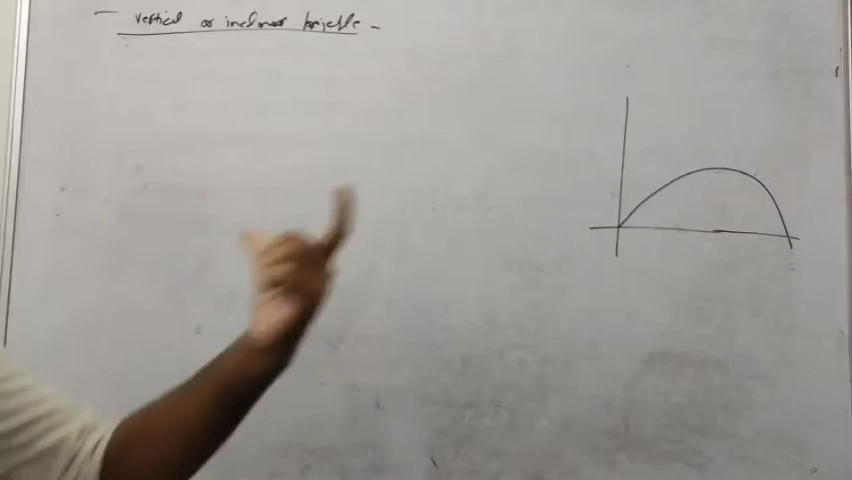 – vertical or inclined projectile –